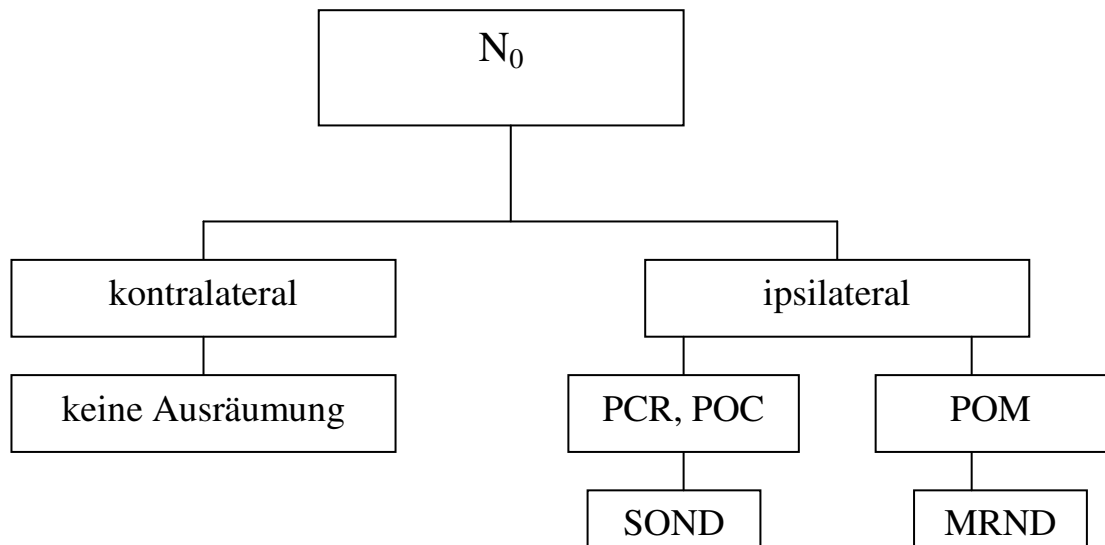 N₀
kontralateral
ipsilateral
keine Ausräumung
PCR, POC
POM
SOND
MRND